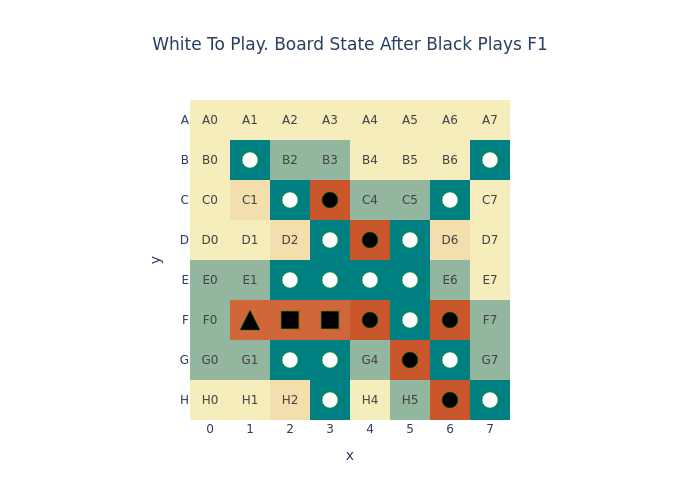 White To Play. Board State After Black Plays F1
A A0 A1 A2 A3 A4 A5 A6 A7
B B0 B2 B3 B4 B5 B6
C C0 C1 C4 C5 C7
D D0 D1 D2 D6 D7
y
E E0 E1 E6 E7
F F0 F7
G G0 G1 G4 G7
H H0 H1 H2 H4 H5
0 1 2 3 4 5 6 7
x